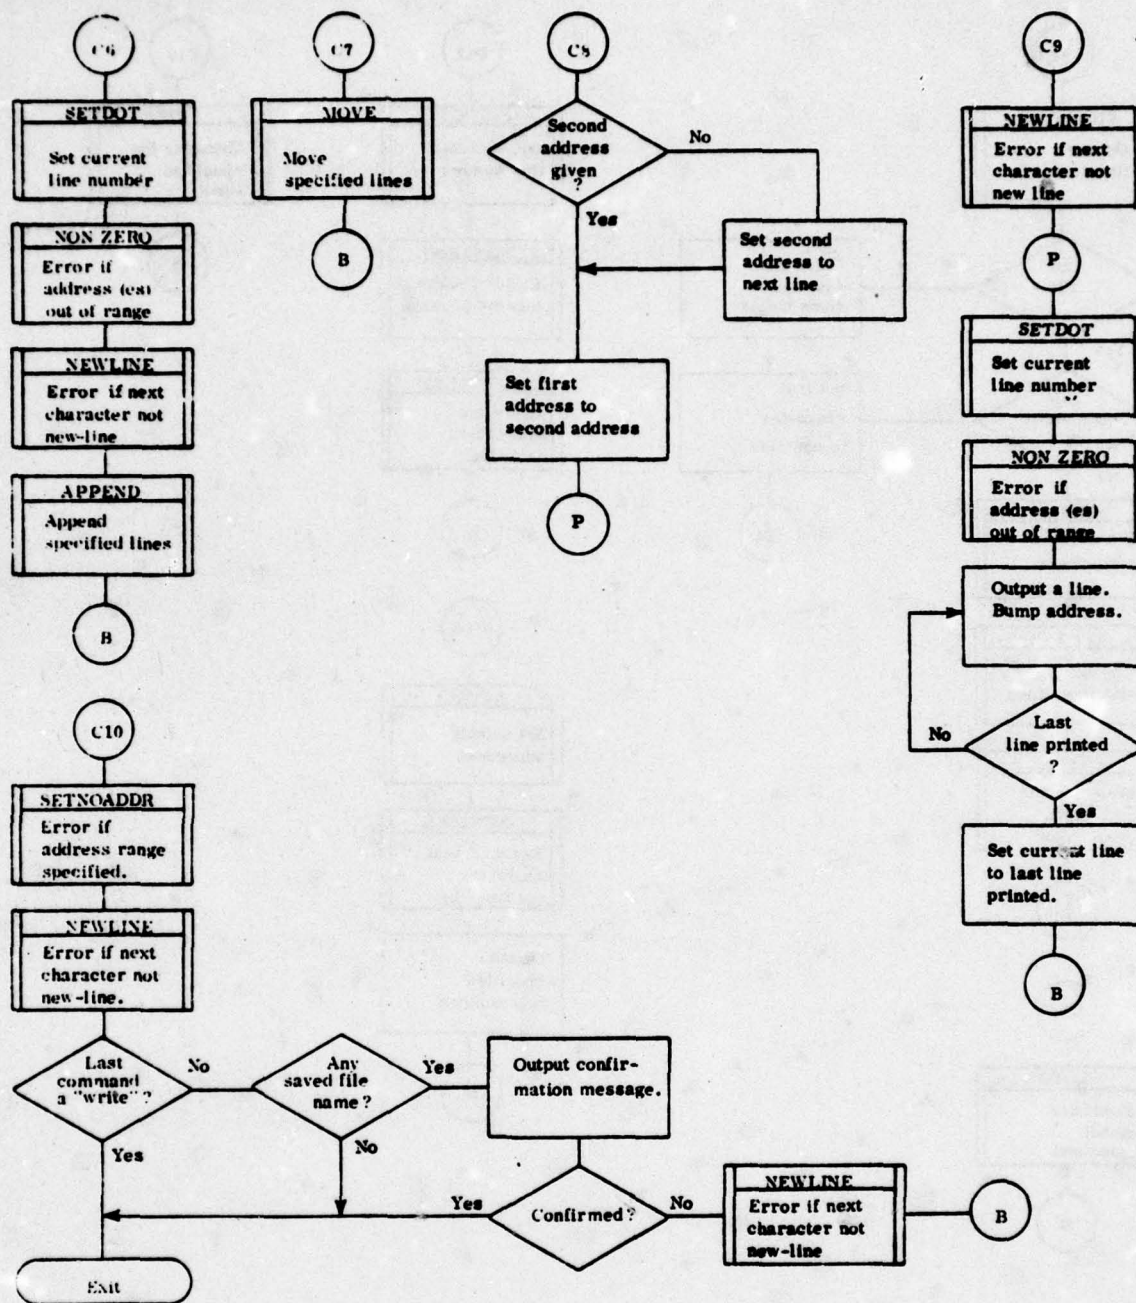 C6
SETDOT
Set current
line number
NON ZERO
Error if
address (es)
out of range
NEWLINE
Error if next
character not
new-line
APPEND
Append
specified lines
B
C7
MOVE
Move
specified lines
B
C8
Second
address
given
?
No
Yes
Set second
address to
next line
Set first
address to
second address
P
C9
NEWLINE
Error if next
character not
new line
P
SETDOT
Set current
line number
NON ZERO
Error if
address (es)
out of range
Output a line.
Bump address.
Last
line printed
?
No
Yes
Set current line
to last line
printed.
B
C10
SETNOADDR
Error if
address range
specified.
NEWLINE
Error if next
character not
new-line.
Last
command
a "write"?
No
Yes
Any
saved file
name?
Yes
No
Output confir-
mation message.
Confirmed?
Yes
No
NEWLINE
Error if next
character not
new-line
B
Exit